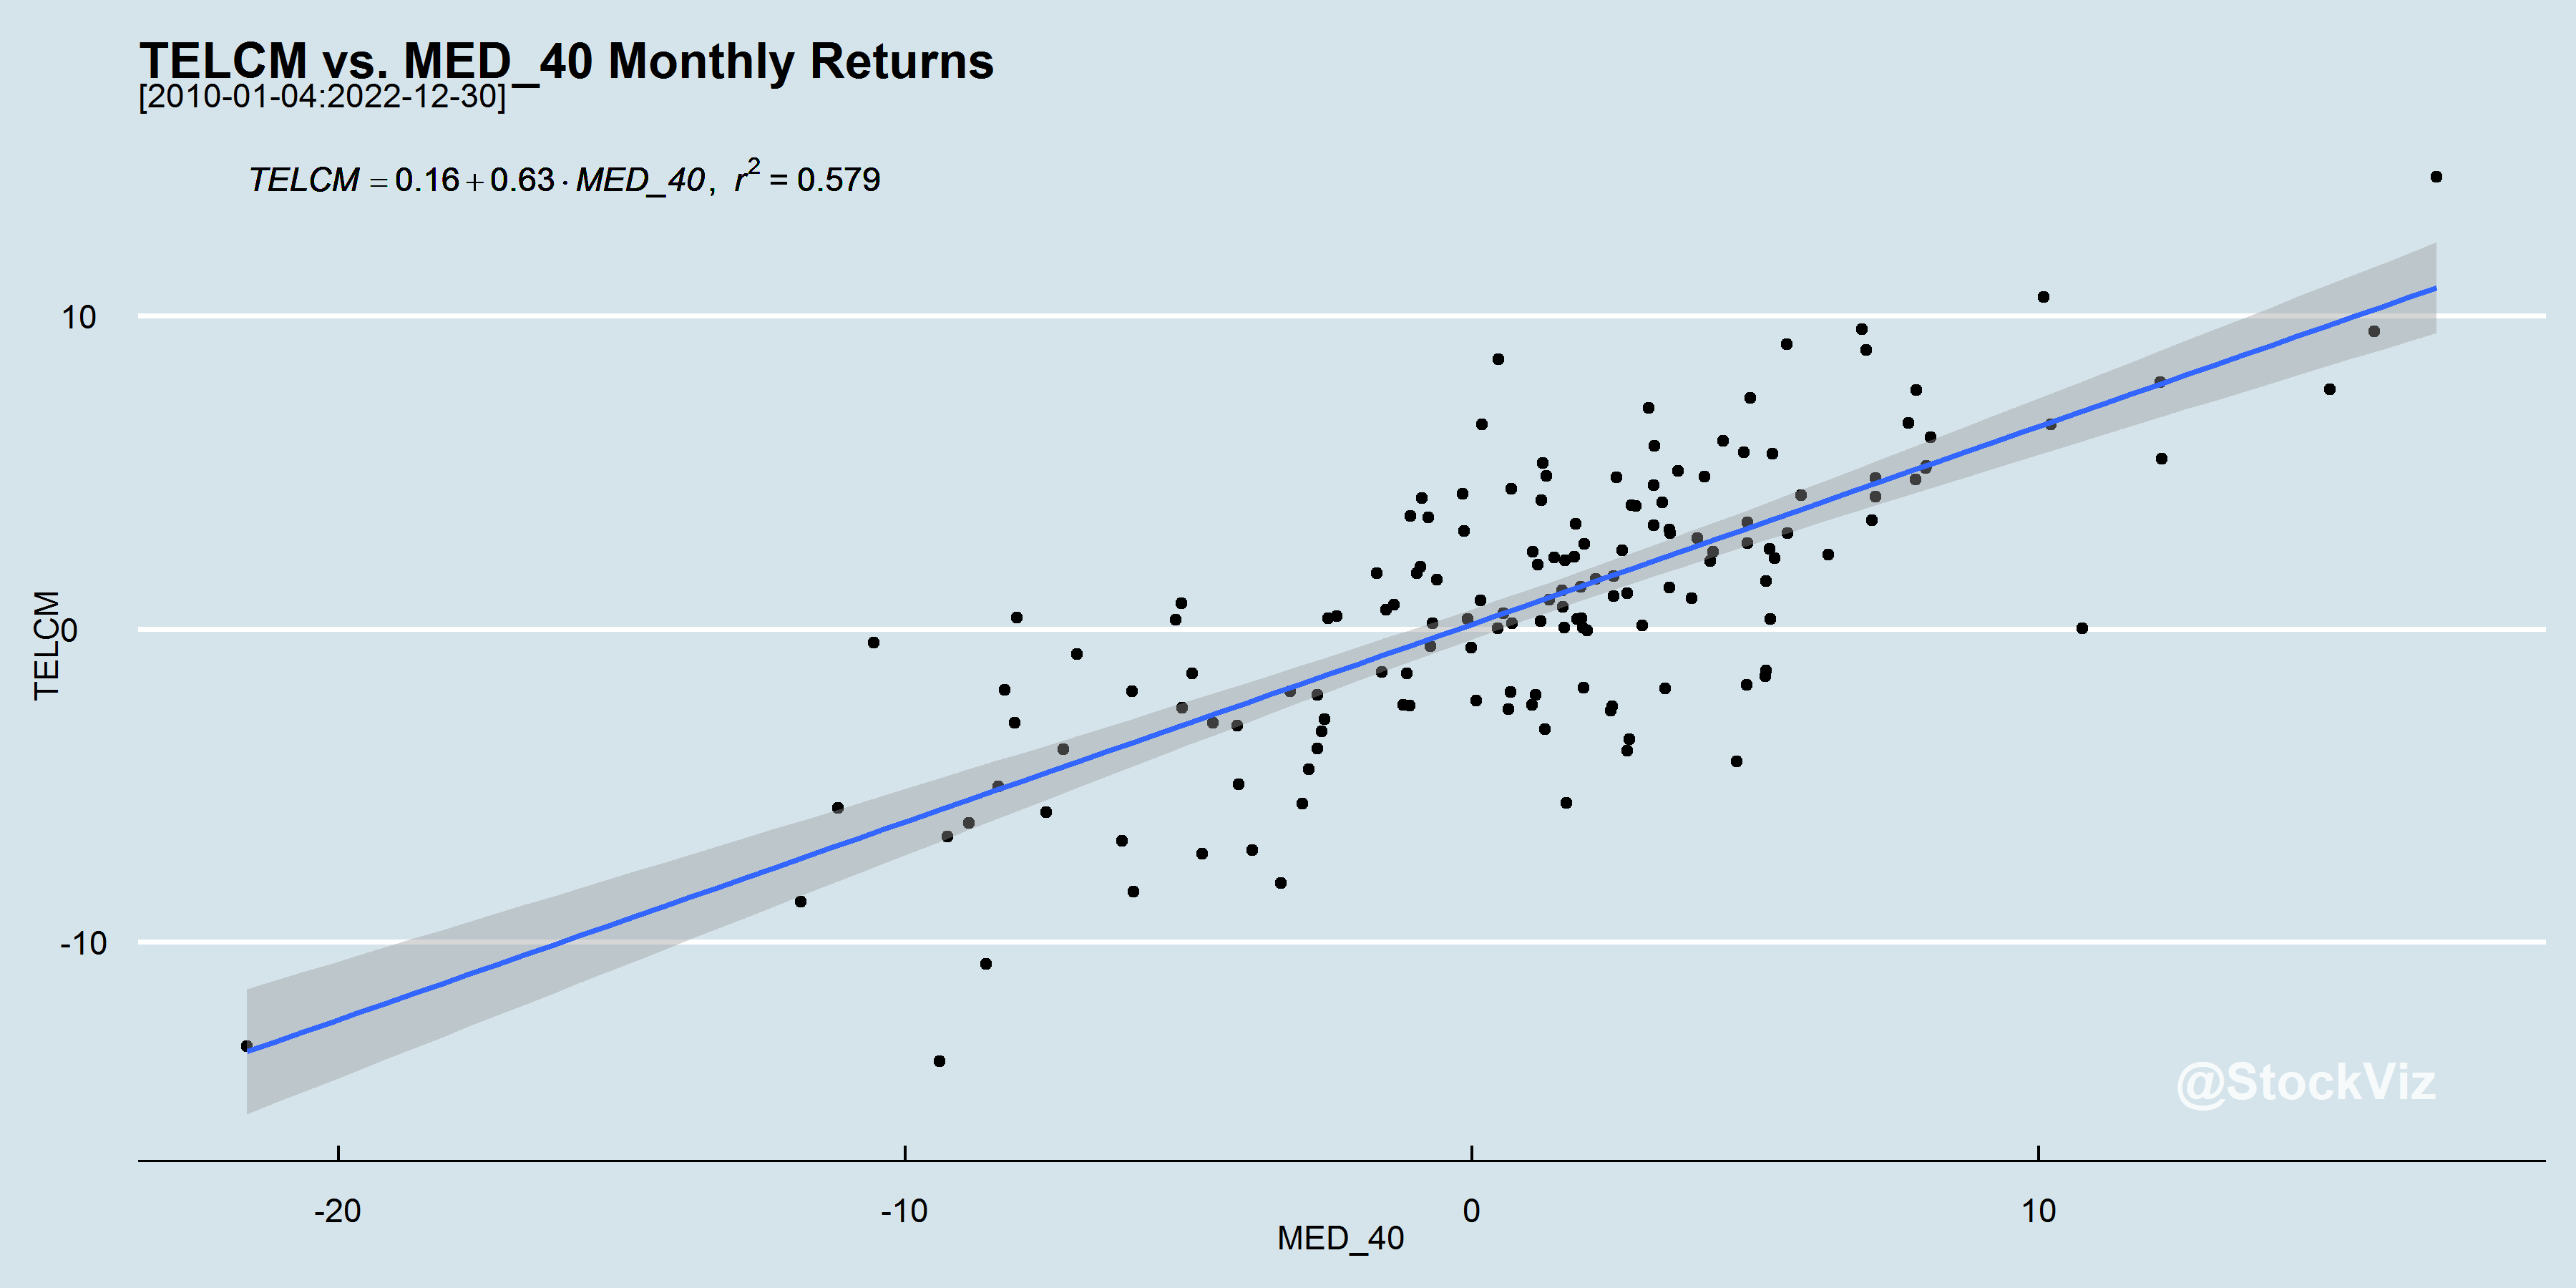 TELCM vs. MED_40 Monthly Returns
[2010-01-04:2022-12-30]
TELCM = 0.16 + 0.63 · MED_40, r² = 0.579
10
0
-10
TELCM
@StockViz
-20 -10 0 10
MED_40